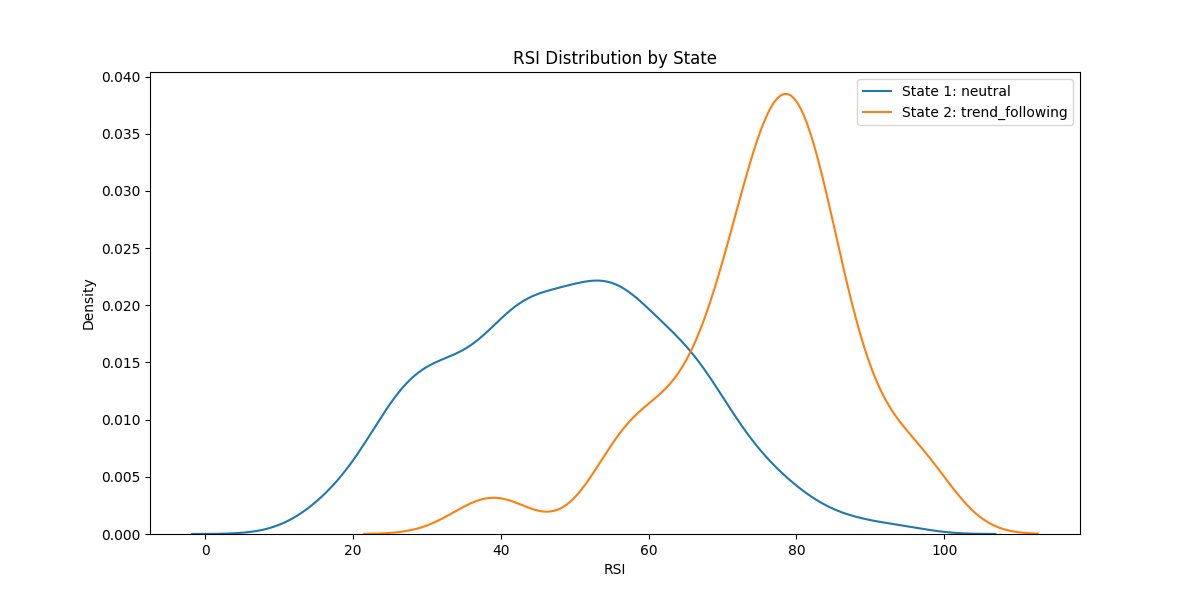 RSI Distribution by State
State 1: neutral
State 2: trend_following
Density
0.040
0.035
0.030
0.025
0.020
0.015
0.010
0.005
0.000
0 20 40 60 80 100
RSI